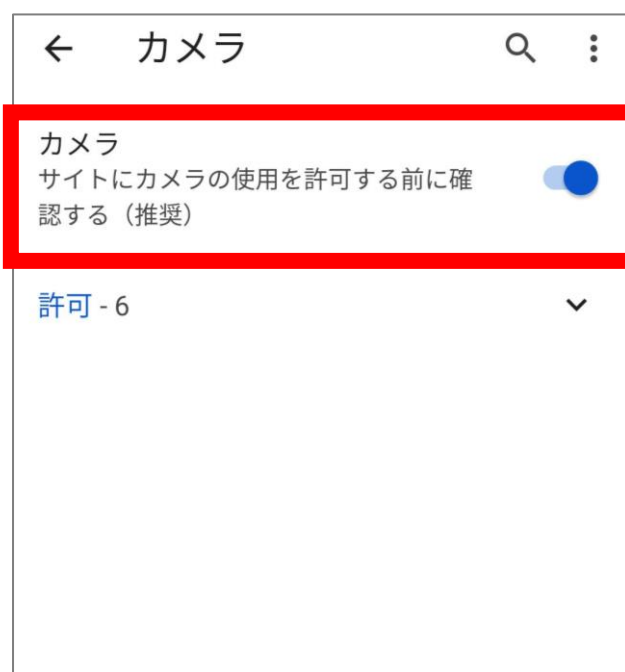 カメラ
カメラ
サイトにカメラの使用を許可する前に確
認する（推奨）
許可 - 6